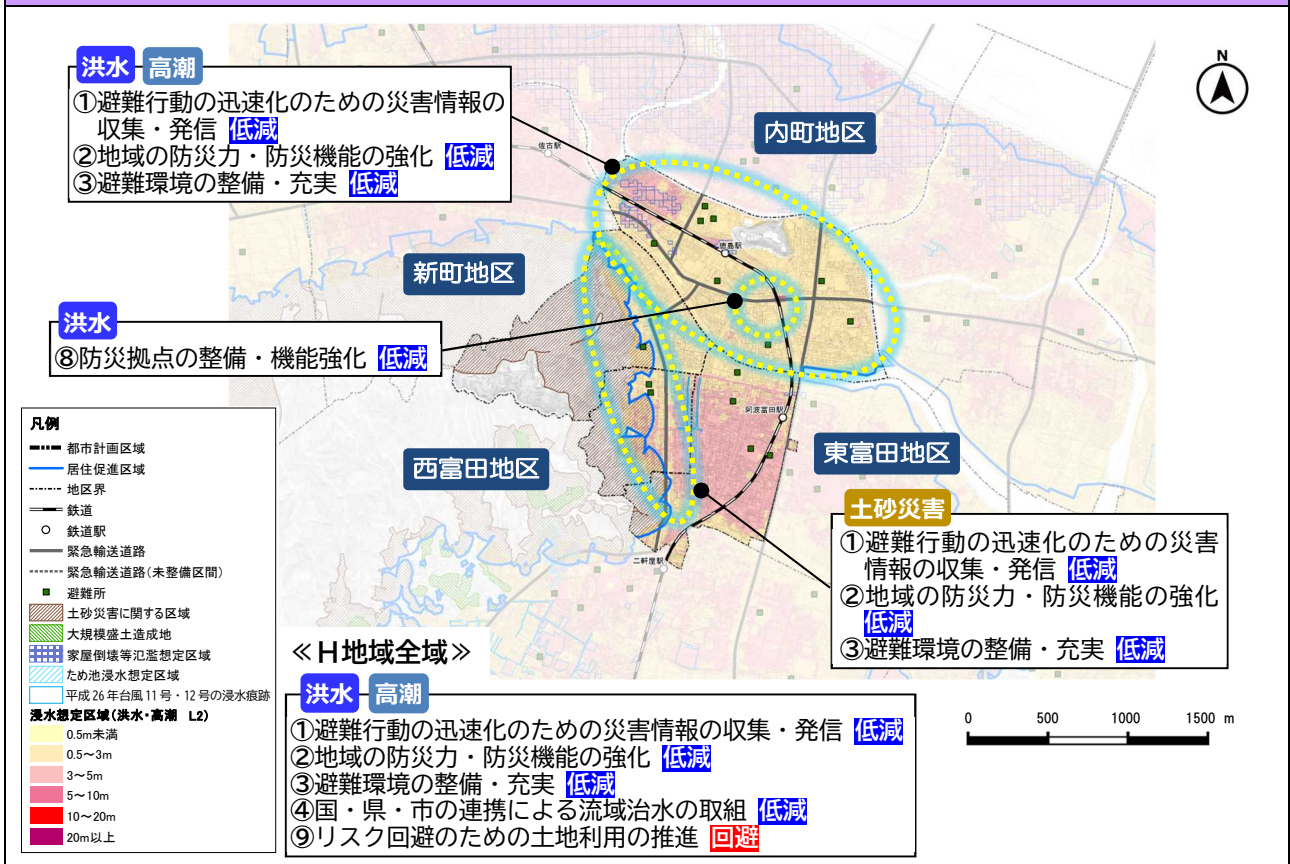 洪水 高潮
①避難行動の迅速化のための災害情報の
収集・発信 低減
②地域の防災力・防災機能の強化 低減
③避難環境の整備・充実 低減
N
内町地区
佐古駅
徳島駅
新町地区
洪水
⑧防災拠点の整備・機能強化 低減
阿波富田駅
西富田地区
東富田地区
二軒屋駅
土砂災害
①避難行動の迅速化のための災害
情報の収集・発信 低減
②地域の防災力・防災機能の強化
低減
③避難環境の整備・充実 低減
凡例
都市計画区域
居住促進区域
地区界
鉄道
鉄道駅
緊急輸送道路
緊急輸送道路(未整備区間)
避難所
土砂災害に関する区域
大規模盛土造成地
家屋倒壊等氾濫想定区域
ため池浸水想定区域
平成26年台風11号・12号の浸水痕跡
浸水想定区域(洪水・高潮 L2)
0.5m未満
0.5～3m
3～5m
5～10m
10～20m
20m以上
≪H地域全域≫
洪水 高潮
①避難行動の迅速化のための災害情報の収集・発信 低減
②地域の防災力・防災機能の強化 低減
③避難環境の整備・充実 低減
④国・県・市の連携による流域治水の取組 低減
⑨リスク回避のための土地利用の推進 回避
0 500 1000 1500 m